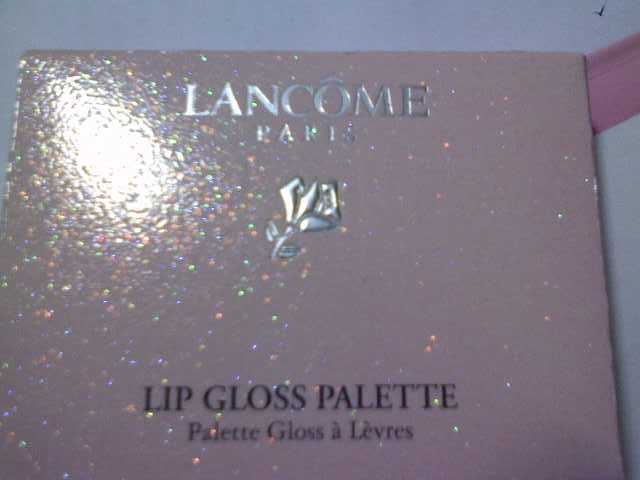 LANCÔME
PARIS
LIP GLOSS PALETTE
Palette Gloss à Lèvres